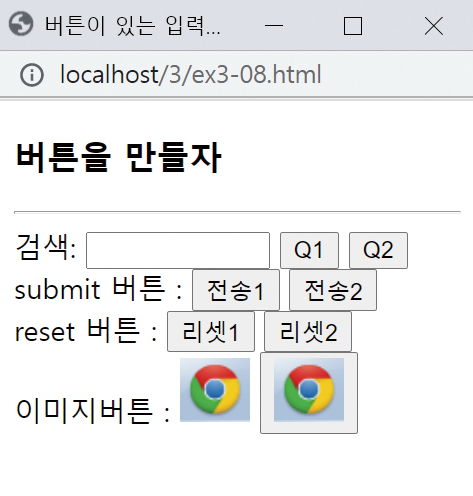 버튼이 있는 입력...
localhost/3/ex3-08.html
버튼을 만들자
검색: Q1 Q2
submit 버튼 : 전송1 전송2
reset 버튼 : 리셋1 리셋2
이미지버튼 :